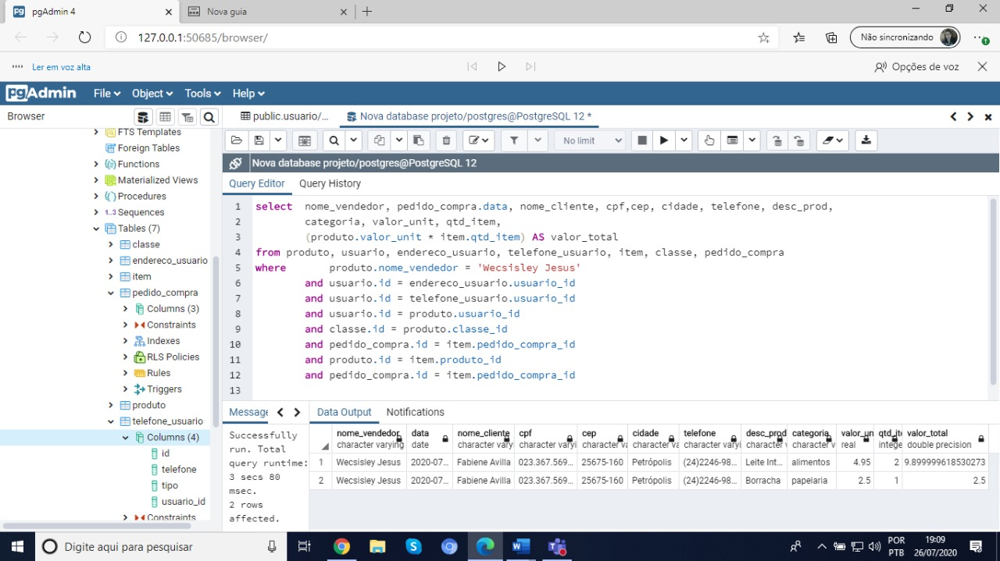 pgAdmin 4
Nova guia
127.0.0.1:50685/browser/
Não sincronizando
Ler em voz alta
Opções de voz
pgAdmin File Object Tools Help
Browser
public.usuario/...
Nova database projeto/postgres@PostgreSQL 12 *
FTS Templates
Foreign Tables
Functions
Materialized Views
Procedures
1..3 Sequences
Tables (7)
classe
endereco_usuario
item
pedido_compra
Columns (3)
Constraints
Indexes
RLS Policies
Rules
Triggers
produto
telefone_usuario
Columns (4)
id
telefone
tipo
usuario_id
Constraints
No limit
Nova database projeto/postgres@PostgreSQL 12
Query Editor Query History
1 select nome_vendedor, pedido_compra.data, nome_cliente, cpf,cep, cidade, telefone, desc_prod,
2 categoria, valor_unit, qtd_item,
3 (produto.valor_unit * item.qtd_item) AS valor_total
4 from produto, usuario, endereco_usuario, telefone_usuario, item, classe, pedido_compra
5 where produto.nome_vendedor = 'Wecsisley Jesus'
6 and usuario.id = endereco_usuario.usuario_id
7 and usuario.id = telefone_usuario.usuario_id
8 and usuario.id = produto.usuario_id
9 and classe.id = produto.classe_id
10 and pedido_compra.id = item.pedido_compra_id
11 and produto.id = item.produto_id
12 and pedido_compra.id = item.pedido_compra_id
13
Message
Data Output Notifications
Successfully
run. Total
query runtime:
3 secs 80
msec.
2 rows
affected.
nome_vendedor data nome_cliente cpf cep cidade telefone desc_prod categoria valor_un qtd_ite valor_total
character varying date character vary character varyi character va character va character varyi character v character v real intege double precision
1 Wecsisley Jesus 2020-07... Fabiene Avilla 023.367.569... 25675-160 Petrópolis (24)2246-98... Leite Int... alimentos 4.95 2 9.899999618530273
2 Wecsisley Jesus 2020-07... Fabiene Avilla 023.367.569... 25675-160 Petrópolis (24)2246-98... Borracha papelaria 2.5 1 2.5
Digite aqui para pesquisar
POR
PTB
19:09
26/07/2020